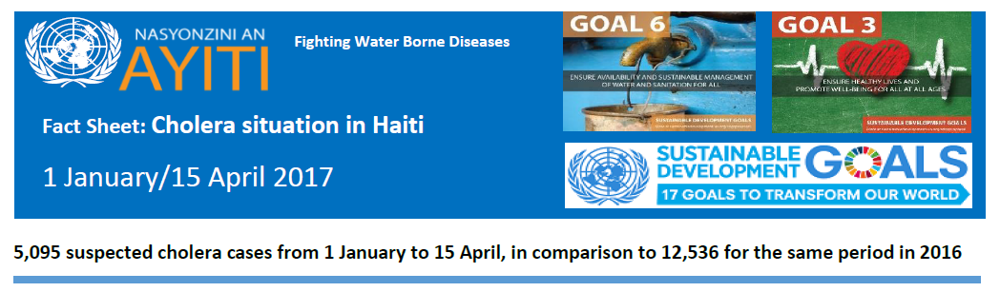 NASYONZINI AN
AYITI
Fighting Water Borne Diseases
Fact Sheet: Cholera situation in Haiti
1 January/15 April 2017
GOAL 6
ENSURE AVAILABILITY AND SUSTAINABLE MANAGEMENT
OF WATER AND SANITATION FOR ALL
SUSTAINABLE DEVELOPMENT GOALS
GOAL 3
ENSURE HEALTHY LIVES AND
PROMOTE WELL-BEING FOR ALL AT ALL AGES
SUSTAINABLE DEVELOPMENT GOALS
SUSTAINABLE
DEVELOPMENT
GOALS
17 GOALS TO TRANSFORM OUR WORLD
5,095 suspected cholera cases from 1 January to 15 April, in comparison to 12,536 for the same period in 2016